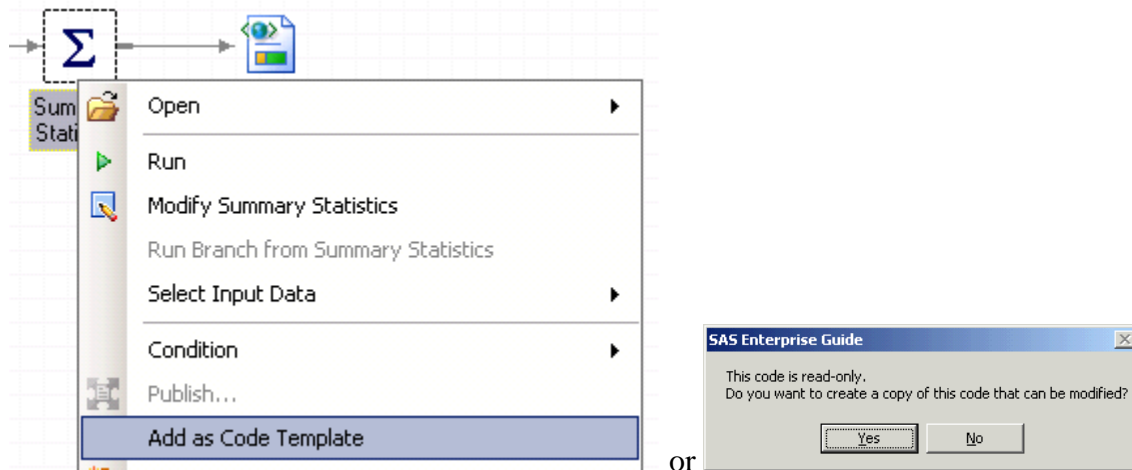 Sum
Stati
Open
Run
Modify Summary Statistics
Run Branch from Summary Statistics
Select Input Data
Condition
Publish...
Add as Code Template
or
SAS Enterprise Guide
This code is read-only.
Do you want to create a copy of this code that can be modified?
Yes
No